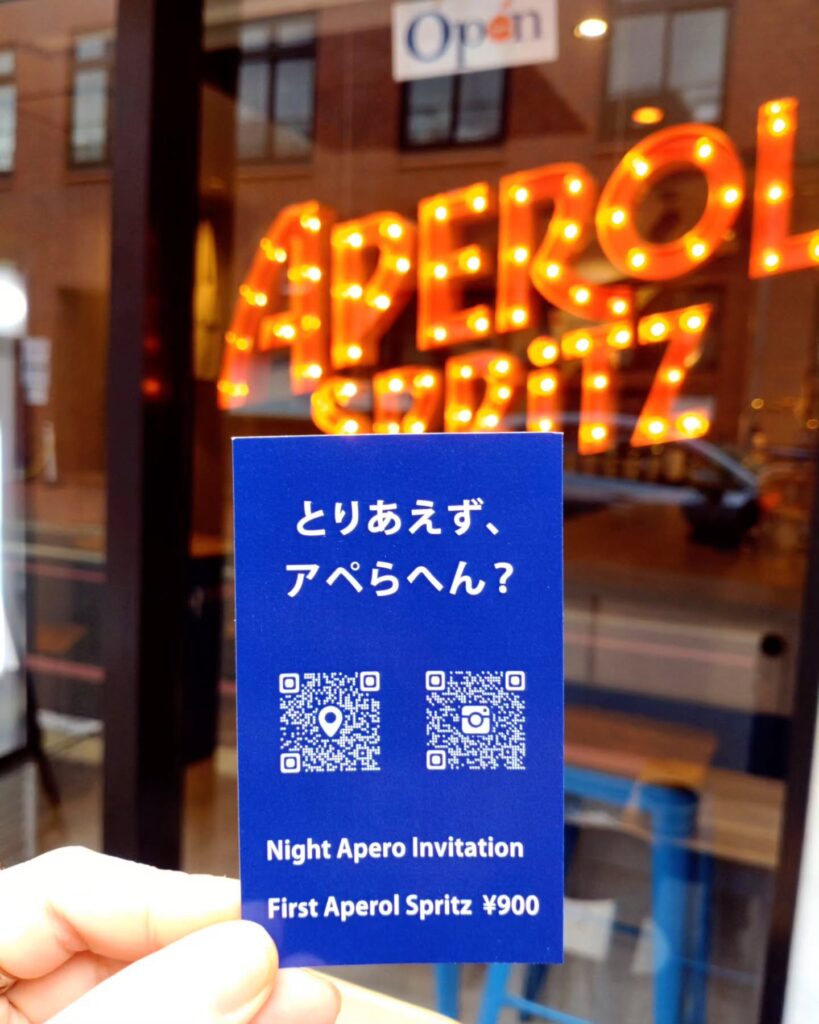 Open
APEROL
SPRiTZ
とりあえず、
アペらへん？
Night Apero Invitation
First Aperol Spritz ¥900